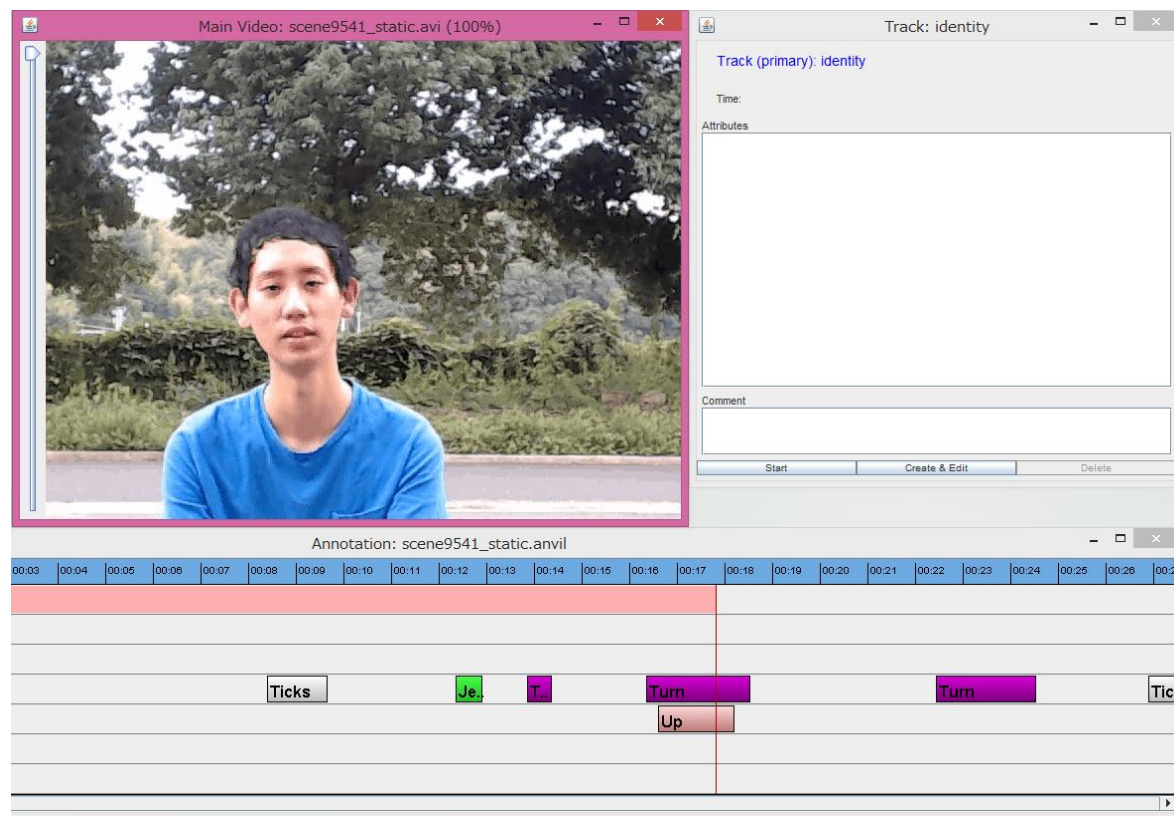 Main Video: scene9541_static.avi (100%)
Track: identity
Track (primary): identity
Time:
Attributes
Comment
Start
Create & Edit
Delete
Annotation: scene9541_static.anvil
00:03 00:04 00:05 00:06 00:07 00:08 00:09 00:10 00:11 00:12 00:13 00:14 00:15 00:16 00:17 00:18 00:19 00:20 00:21 00:22 00:23 00:24 00:25 00:26 00:2
Ticks Je.. T.. Turn Turn Tic
Up